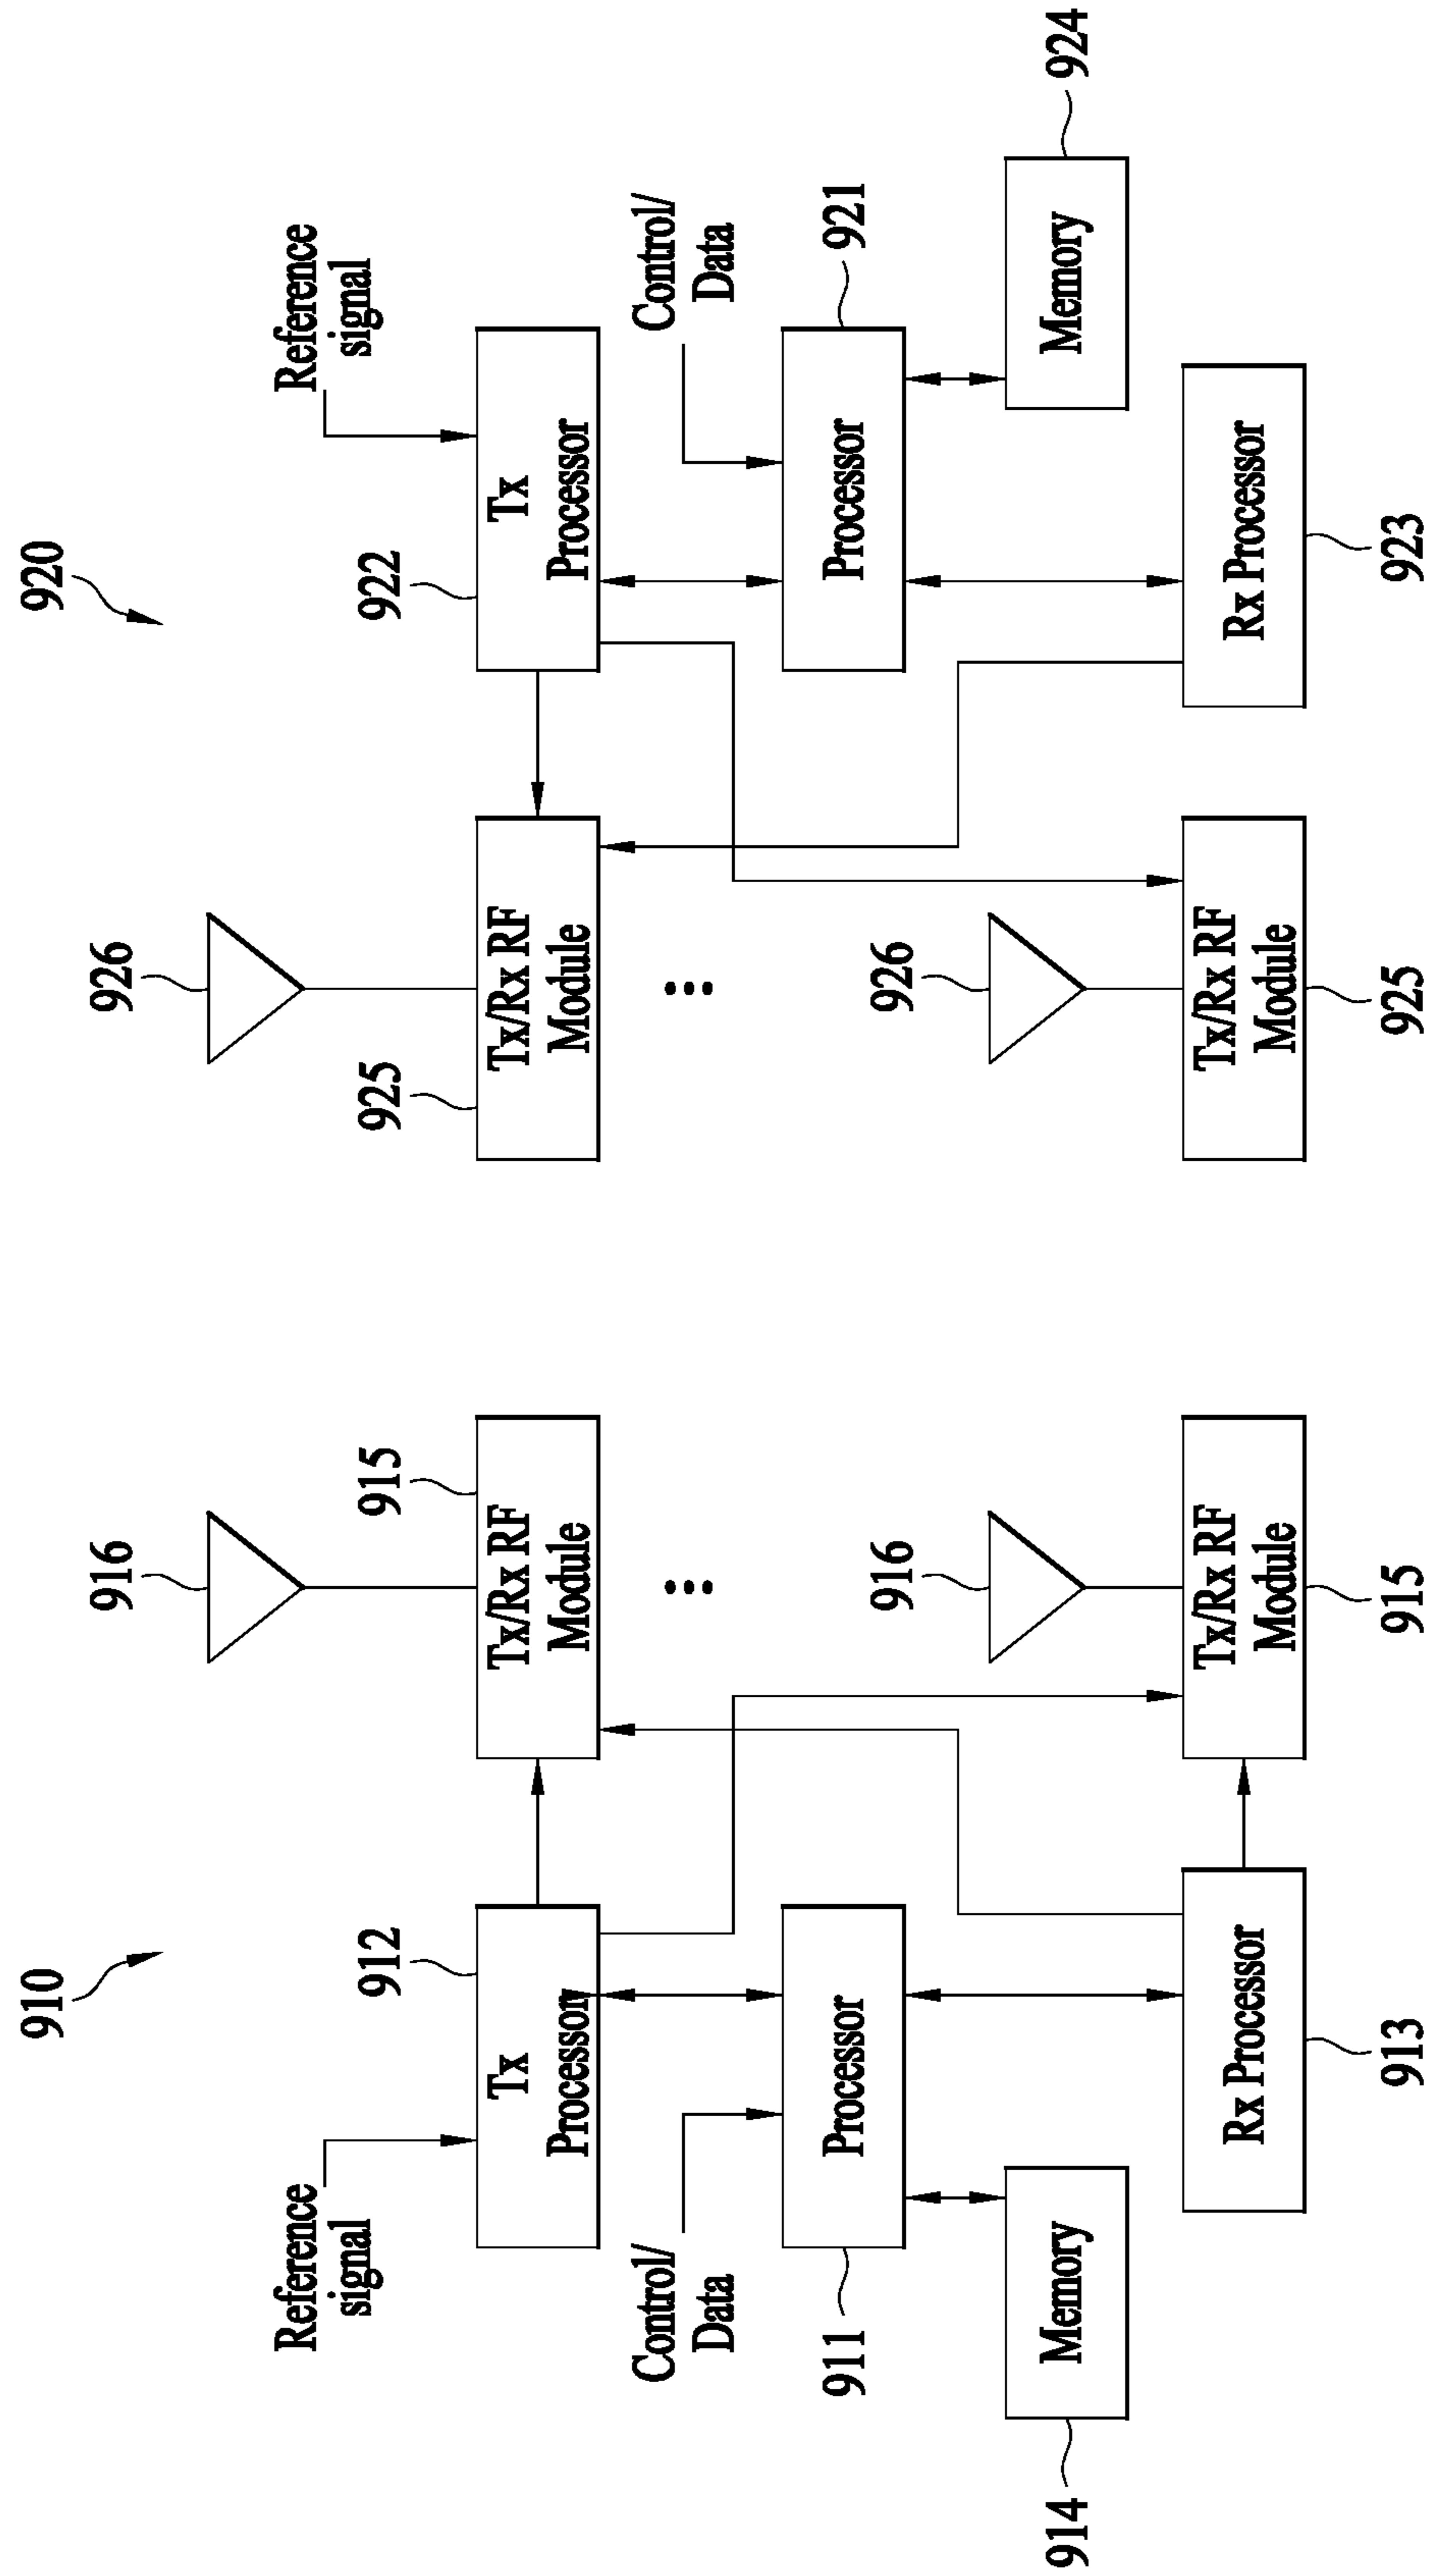 910
920
916
926
Reference
signal
912
915
925
922
Reference
signal
Tx
Processor
Tx/Rx RF
Module
Tx/Rx RF
Module
Tx
Processor
Control/
Data
Control/
Data
911
Processor
916
926
Processor
921
914
Memory
Memory
924
Rx Processor
Tx/Rx RF
Module
Tx/Rx RF
Module
Rx Processor
913
915
925
923